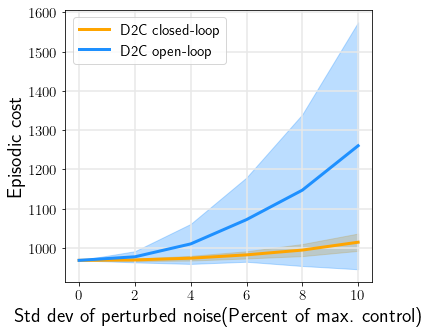 1600
1500
1400
1300
1200
1100
1000
Episodic cost
D2C closed-loop
D2C open-loop
0 2 4 6 8 10
Std dev of perturbed noise(Percent of max. control)